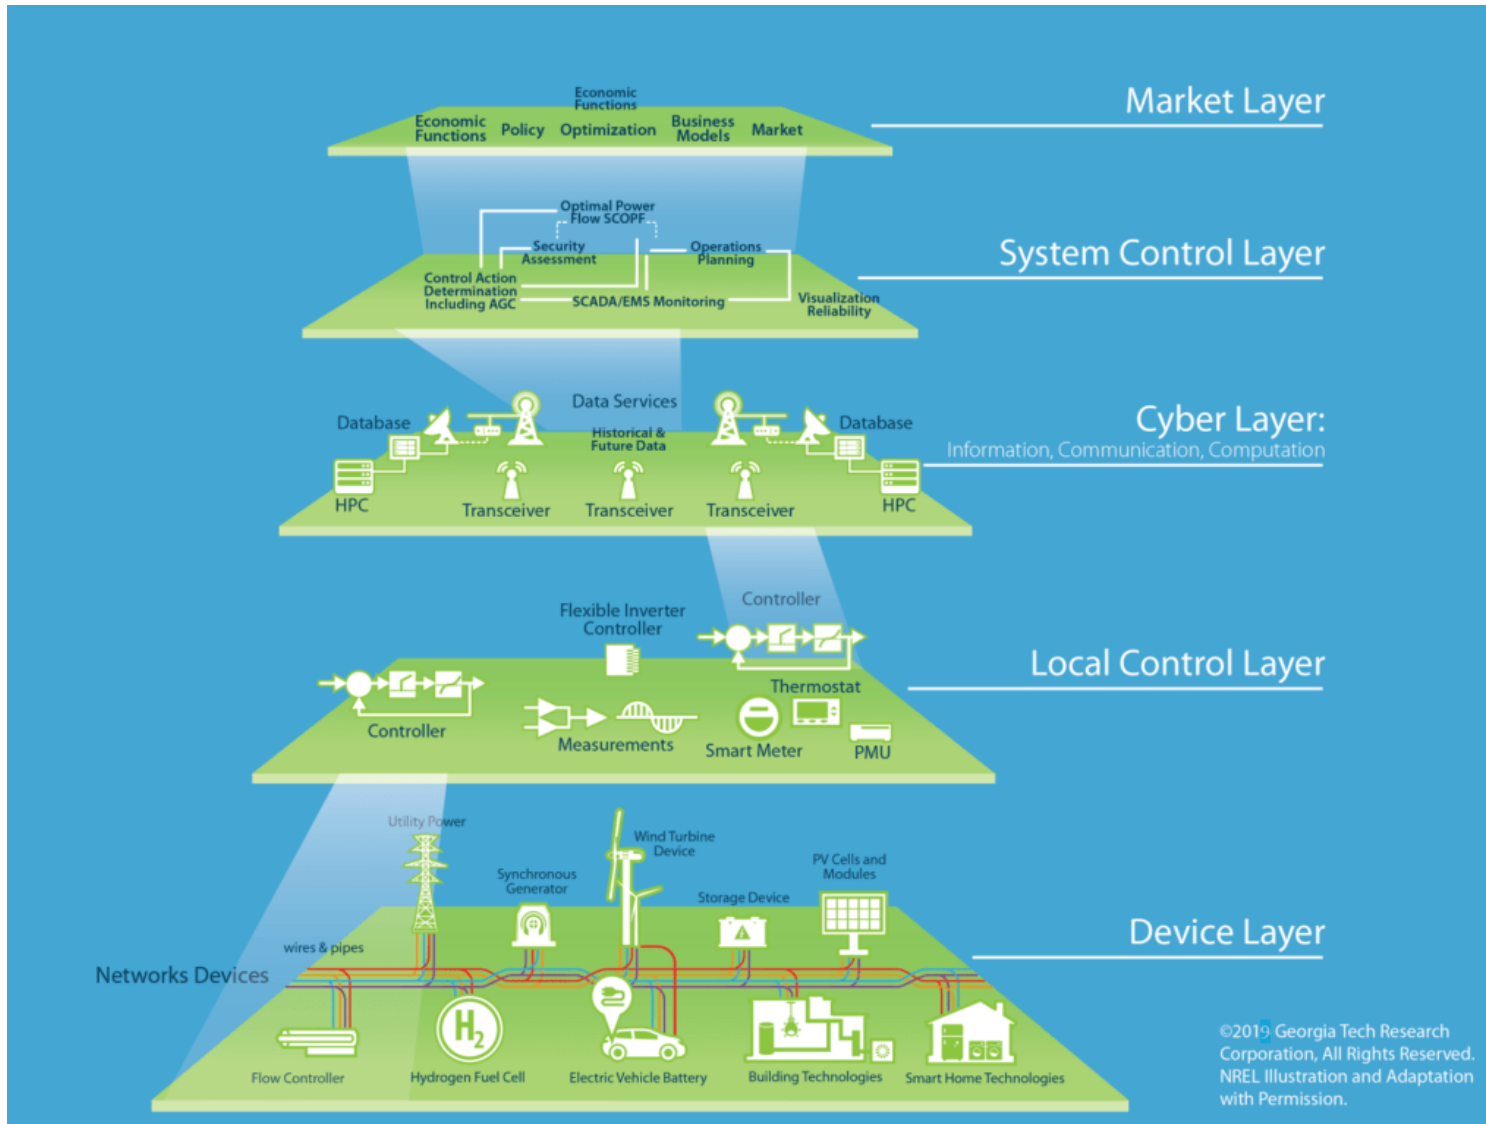 Market Layer
Economic
Functions
Economic
Functions
Policy
Optimization
Business
Models
Market
System Control Layer
Optimal Power
Flow SCOPF
Security
Assessment
Operations
Planning
Control Action
Determination
Including AGC
SCADA/EMS Monitoring
Visualization
Reliability
Cyber Layer:
Information, Communication, Computation
Data Services
Historical &
Future Data
Database
Database
HPC
Transceiver
Transceiver
Transceiver
HPC
Local Control Layer
Flexible Inverter
Controller
Controller
Controller
Measurements
Thermostat
Smart Meter
PMU
Device Layer
Utility Power
Synchronous
Generator
Wind Turbine
Device
Storage Device
PV Cells and
Modules
wires & pipes
Networks Devices
H2
Flow Controller
Hydrogen Fuel Cell
Electric Vehicle Battery
Building Technologies
Smart Home Technologies
©2019 Georgia Tech Research
Corporation, All Rights Reserved.
NREL Illustration and Adaptation
with Permission.